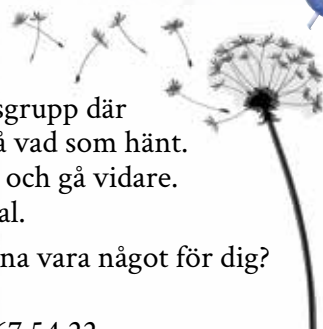 sgrupp där
å vad som hänt.
och gå vidare.
al.
na vara något för dig?